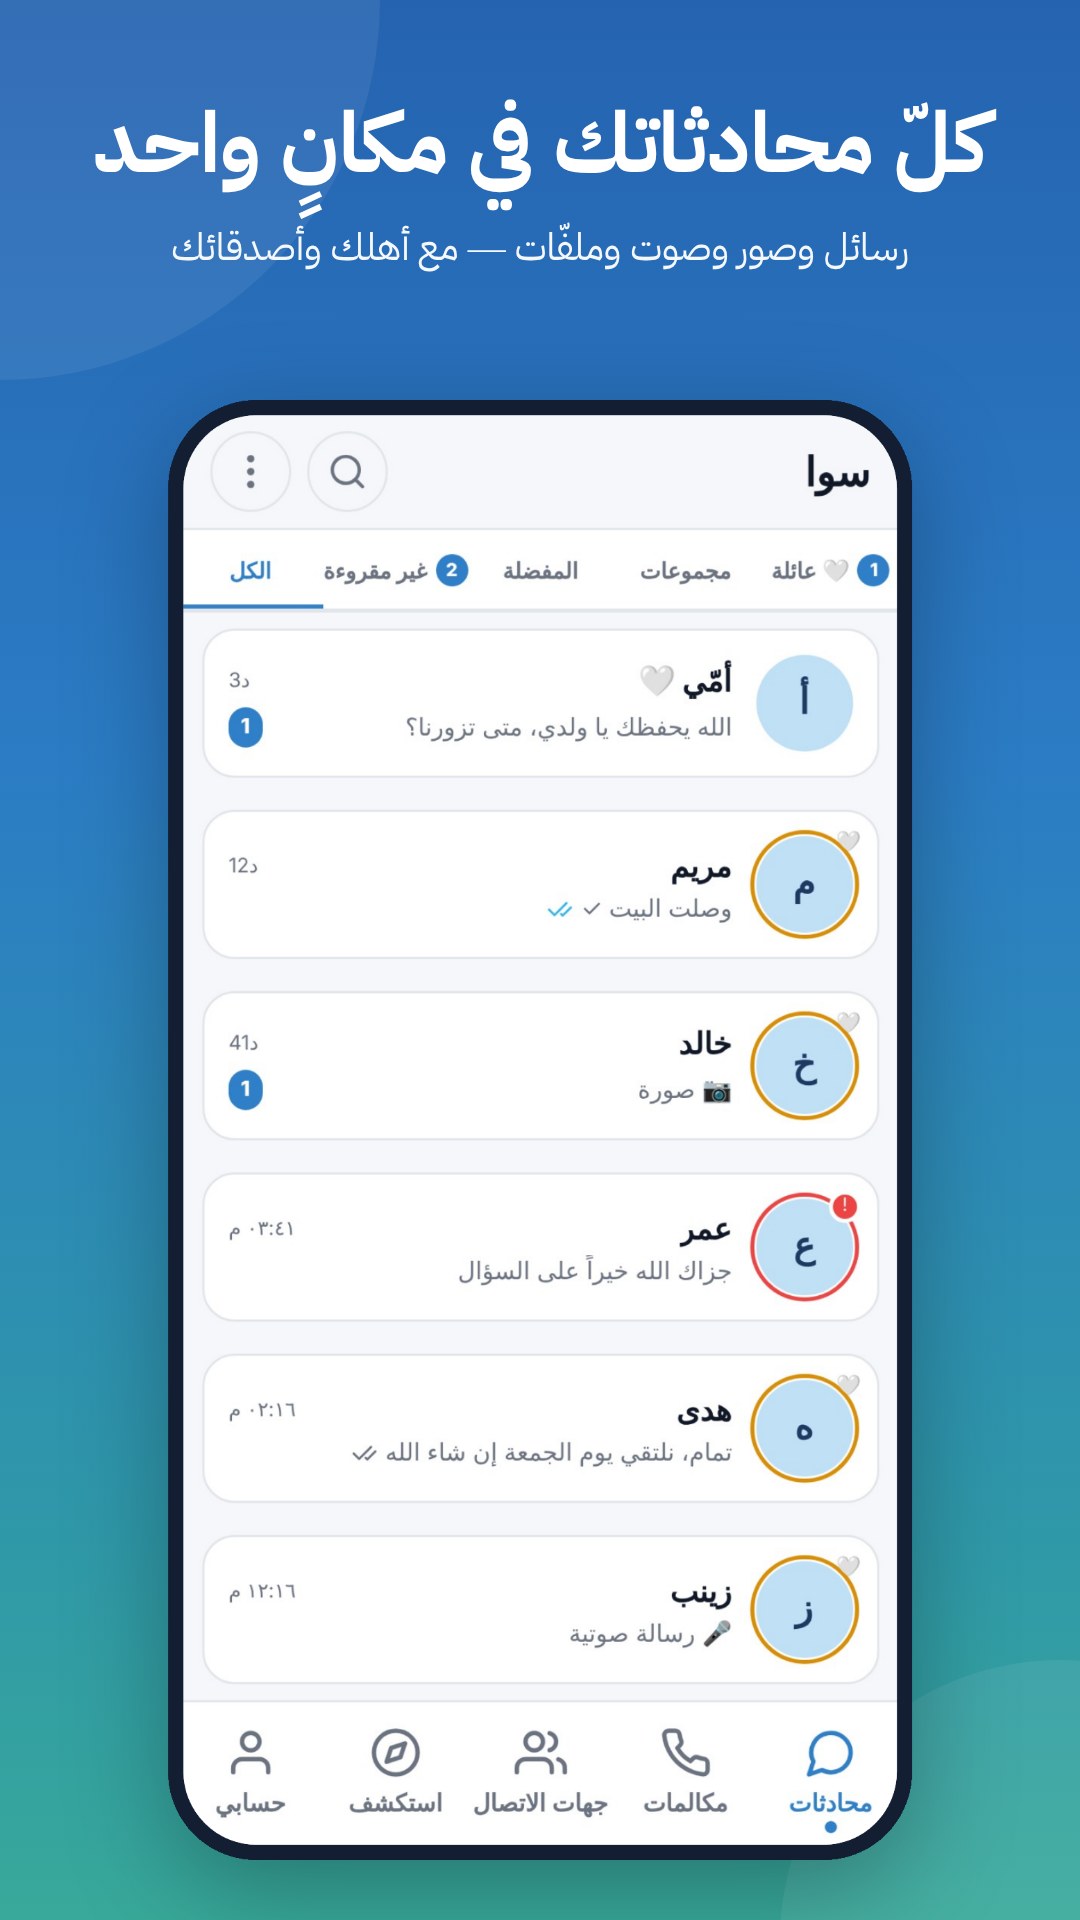 كلّ محادثاتك في مكانٍ واحد
رسائل وصور وصوت وملفّات — مع أهلك وأصدقائك
سوا
1 🤍 عائلة
مجموعات
المفضلة
2 غير مقروءة
الكل
أ
أمّي 🤍
3د
الله يحفظك يا ولدي، متى تزورنا؟
1
م
مريم
12د
وصلت البيت ✓
خ
خالد
41د
📷 صورة
1
ع
!
عمر
٠٣:٤١ م
جزاك الله خيراً على السؤال
ه
هدى
٠٢:١٦ م
تمام، نلتقي يوم الجمعة إن شاء الله
ز
زينب
١٢:١٦ م
🎤 رسالة صوتية
محادثات
مكالمات
جهات الاتصال
استكشف
حسابي